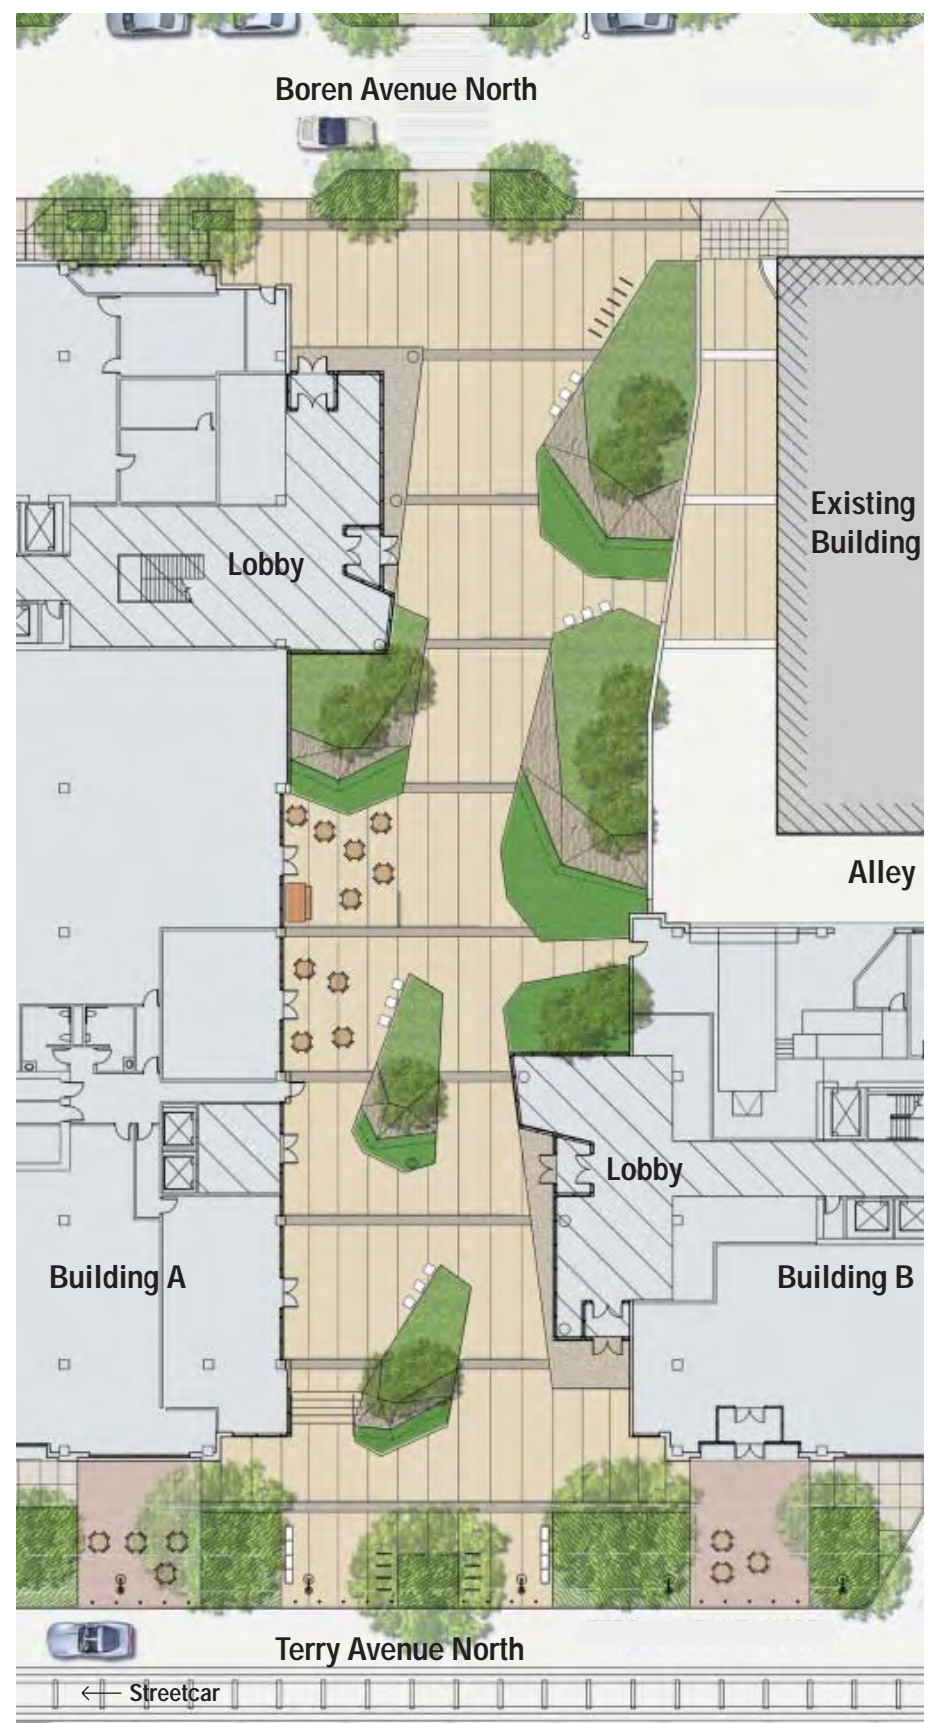 Boren Avenue North
Existing
Building
Lobby
Alley
Lobby
Building A
Building B
Terry Avenue North
Streetcar